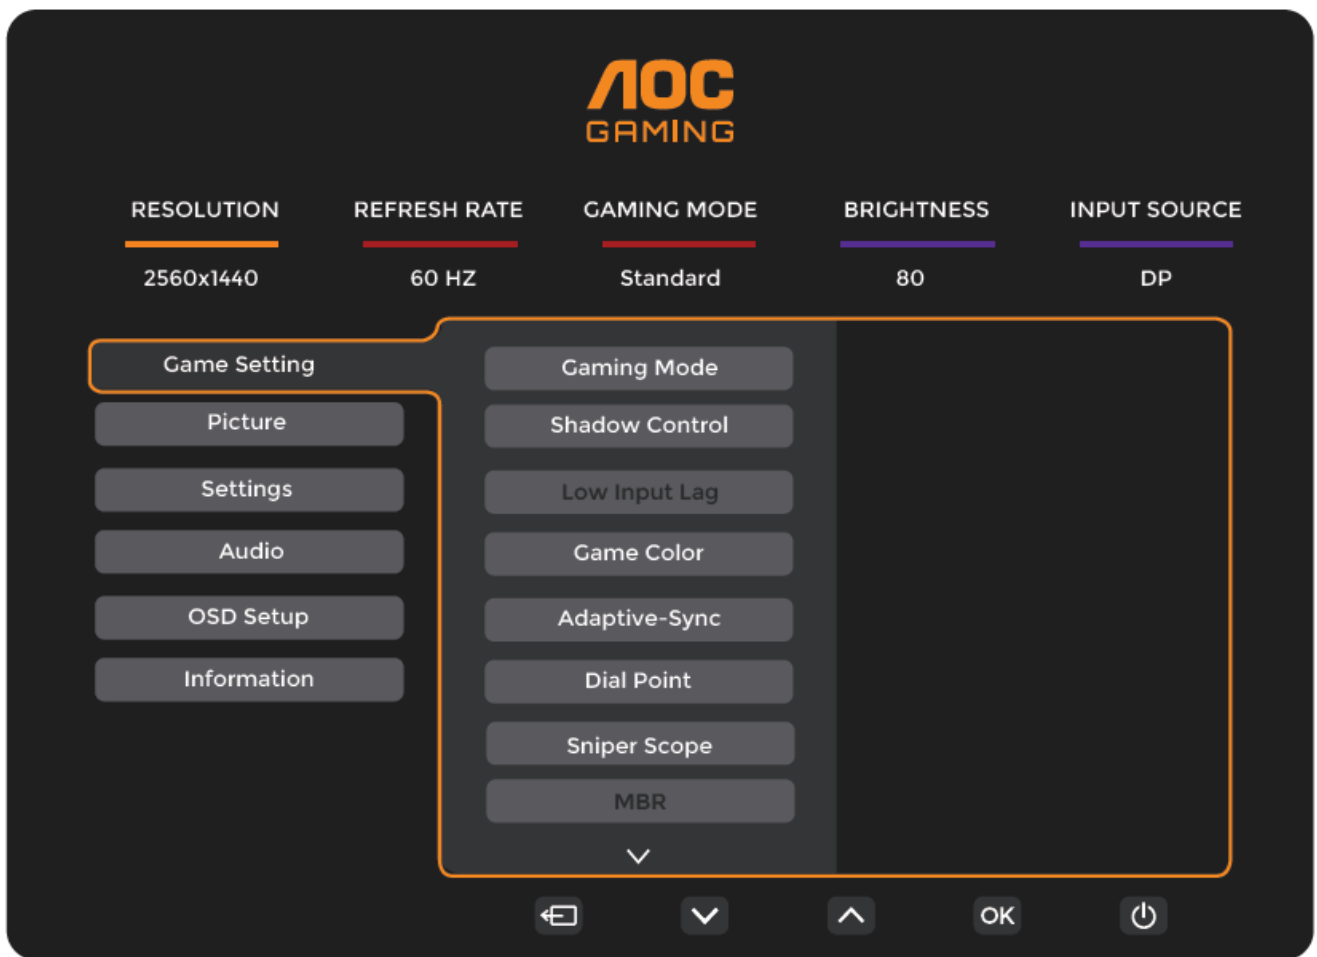 AOC
GAMING
RESOLUTION REFRESH RATE GAMING MODE BRIGHTNESS INPUT SOURCE
2560x1440 60 HZ Standard 80 DP
Game Setting
Picture
Settings
Audio
OSD Setup
Information
Gaming Mode
Shadow Control
Low Input Lag
Game Color
Adaptive-Sync
Dial Point
Sniper Scope
MBR
OK